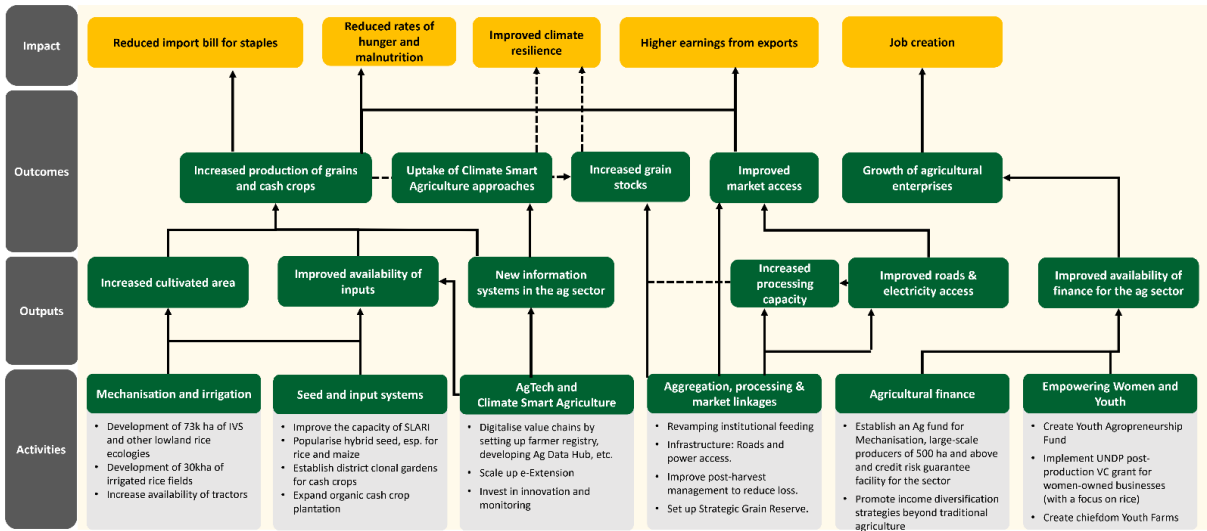 Impact
Reduced import bill for staples
Reduced rates of
hunger and
malnutrition
Improved climate
resilience
Higher earnings from exports
Job creation
Outcomes
Increased production of grains
and cash crops
Uptake of Climate Smart
Agriculture approaches
Increased grain
stocks
Improved
market access
Growth of agricultural
enterprises
Outputs
Increased cultivated area
Improved availability of
inputs
New information
systems in the ag sector
Increased
processing
capacity
Improved roads &
electricity access
Improved availability of
finance for the ag sector
Activities
Mechanisation and irrigation
• Development of 73k ha of IVS
and other lowland rice
ecologies
• Development of 30kha of
irrigated rice fields
• Increase availability of tractors
Seed and input systems
• Improve the capacity of SLARI
• Popularise hybrid seed, esp. for
rice and maize
• Establish district clonal gardens
for cash crops
• Expand organic cash crop
plantation
AgTech and
Climate Smart Agriculture
• Digitalise value chains by
setting up farmer registry,
developing Ag Data Hub, etc.
• Scale up e-Extension
• Invest in innovation and
monitoring
Aggregation, processing &
market linkages
• Revamping institutional feeding
• Infrastructure: Roads and
power access.
• Improve post-harvest
management to reduce loss.
• Set up Strategic Grain Reserve.
Agricultural finance
• Establish an Ag fund for
Mechanisation, large-scale
producers of 500 ha and above
and credit risk guarantee
facility for the sector
• Promote income diversification
strategies beyond traditional
agriculture
Empowering Women and
Youth
• Create Youth Agropreneurship
Fund
• Implement UNDP post-
production VC grant for
women-owned businesses
(with a focus on rice)
• Create chiefdom Youth Farms